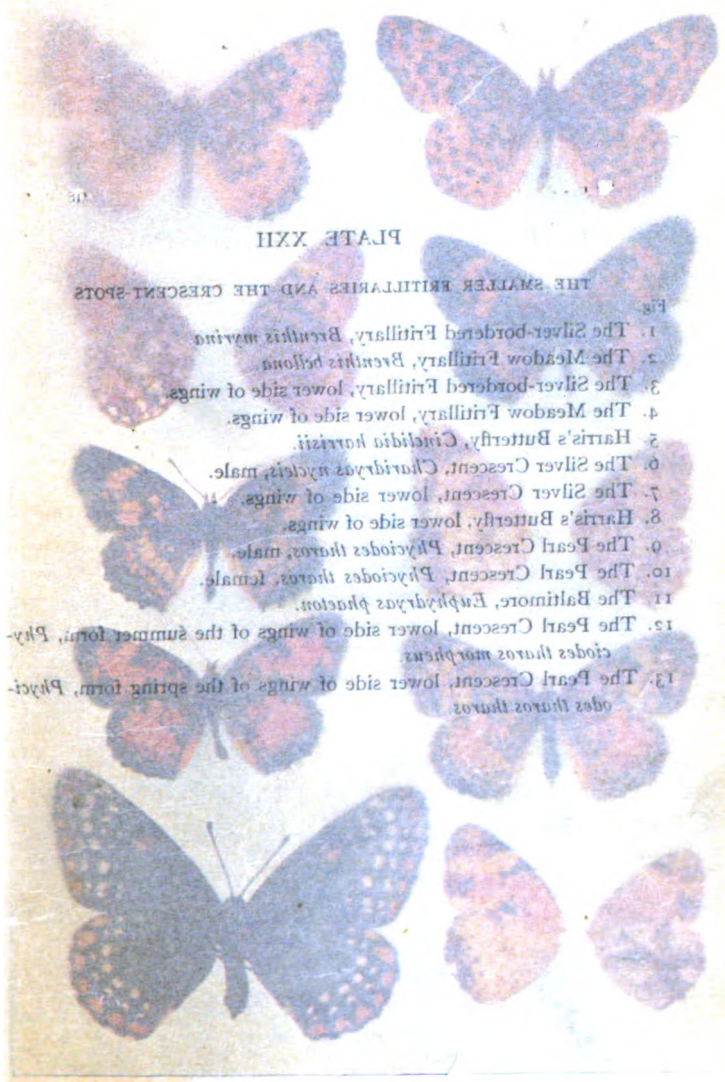 PLATE XXII
THE SMALLER FRITILLARIES AND THE CRESCENT-SPOTS
Fig.
1. The Silver-bordered Fritillary, Brenthis myrina
2. The Meadow Fritillary, Brenthis bellona
3. The Silver-bordered Fritillary, lower side of wings.
4. The Meadow Fritillary, lower side of wings.
5. Harris's Butterfly, Cinclidia harrisii.
6. The Silver Crescent, Charidryas nycteis, male.
7. The Silver Crescent, lower side of wings.
8. Harris's Butterfly, lower side of wings.
9. The Pearl Crescent, Phyciodes tharos, male.
10. The Pearl Crescent, Phyciodes tharos, female.
11 The Baltimore, Euphydryas phaeton.
12. The Pearl Crescent, lower side of wings of the summer form, Phy-
ciodes tharos morpheus
13. The Pearl Crescent, lower side of wings of the spring form, Phyci-
odes tharos tharos